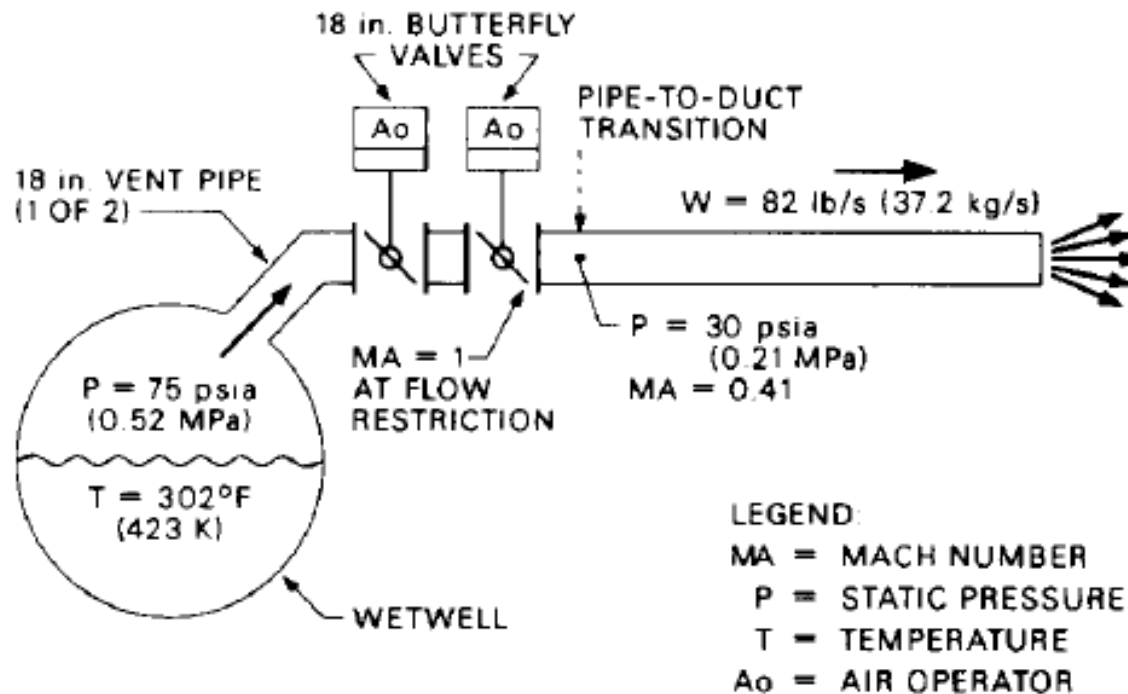 18 in. BUTTERFLY
VALVES
Ao
Ao
PIPE-TO-DUCT
TRANSITION
18 in. VENT PIPE
(1 OF 2)
W = 82 lb/s (37.2 kg/s)
P = 30 psia
(0.21 MPa)
MA = 0.41
MA = 1
AT FLOW
RESTRICTION
P = 75 psia
(0.52 MPa)
T = 302°F
(423 K)
WETWELL
LEGEND:
MA = MACH NUMBER
P = STATIC PRESSURE
T = TEMPERATURE
Ao = AIR OPERATOR